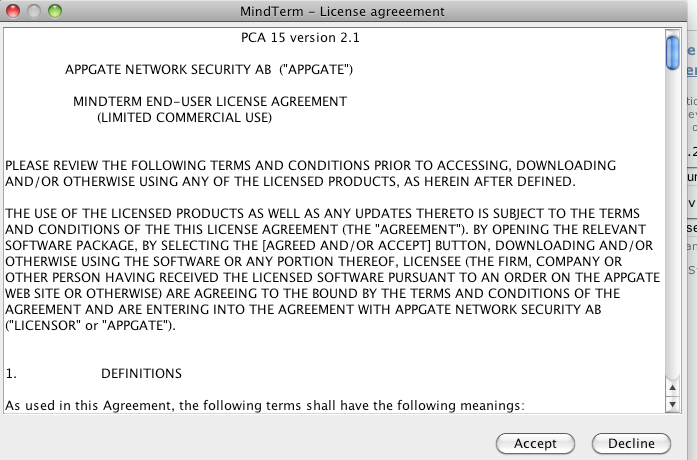 MindTerm - License agreeement
PCA 15 version 2.1
APPGATE NETWORK SECURITY AB ("APPGATE")
MINDTERM END-USER LICENSE AGREEMENT
(LIMITED COMMERCIAL USE)
PLEASE REVIEW THE FOLLOWING TERMS AND CONDITIONS PRIOR TO ACCESSING, DOWNLOADING
AND/OR OTHERWISE USING ANY OF THE LICENSED PRODUCTS, AS HEREIN AFTER DEFINED.
THE USE OF THE LICENSED PRODUCTS AS WELL AS ANY UPDATES THERETO IS SUBJECT TO THE TERMS
AND CONDITIONS OF THE THIS LICENSE AGREEMENT (THE "AGREEMENT"). BY OPENING THE RELEVANT
SOFTWARE PACKAGE, BY SELECTING THE [AGREED AND/OR ACCEPT] BUTTON, DOWNLOADING AND/OR
OTHERWISE USING THE SOFTWARE OR ANY PORTION THEREOF, LICENSEE (THE FIRM, COMPANY OR
OTHER PERSON HAVING RECEIVED THE LICENSED SOFTWARE PURSUANT TO AN ORDER ON THE APPGATE
WEB SITE OR OTHERWISE) ARE AGREEING TO THE BOUND BY THE TERMS AND CONDITIONS OF THE
AGREEMENT AND ARE ENTERING INTO THE AGREEMENT WITH APPGATE NETWORK SECURITY AB
("LICENSOR" or "APPGATE").
1. DEFINITIONS
As used in this Agreement, the following terms shall have the following meanings:
Accept Decline